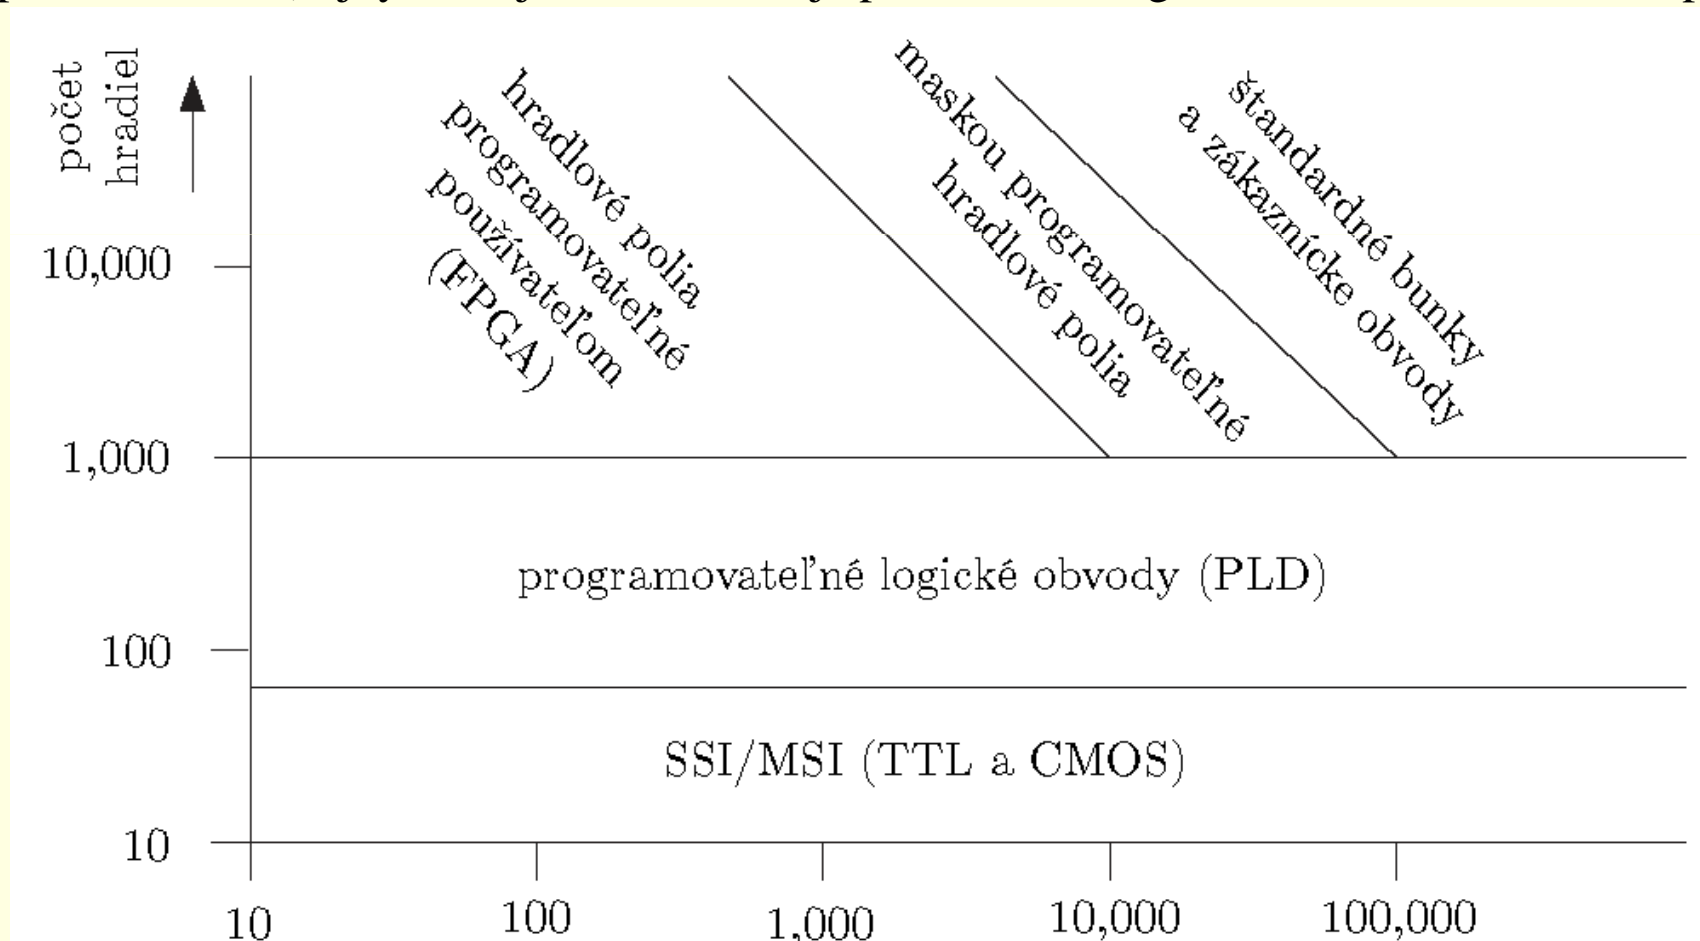 počet
hradiel
hradlové polia
programovateľné
používateľom
(FPGA)
maskou programovateľné
hradlové polia
štandardné bunky
a zákaznícke obvody
10,000
1,000
programovateľné logické obvody (PLD)
100
SSI/MSI (TTL a CMOS)
10
10 100 1,000 10,000 100,000